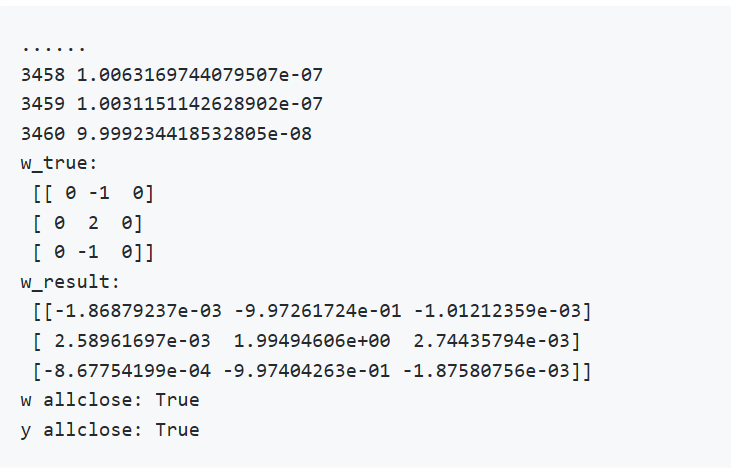 ......
3458 1.0063169744079507e-07
3459 1.0031151142628902e-07
3460 9.999234418532805e-08
w_true:
 [[ 0 -1  0]
 [ 0  2  0]
 [ 0 -1  0]]
w_result:
 [[-1.86879237e-03 -9.97261724e-01 -1.01212359e-03]
 [ 2.58961697e-03  1.99494606e+00  2.74435794e-03]
 [-8.67754199e-04 -9.97404263e-01 -1.87580756e-03]]
w allclose: True
y allclose: True